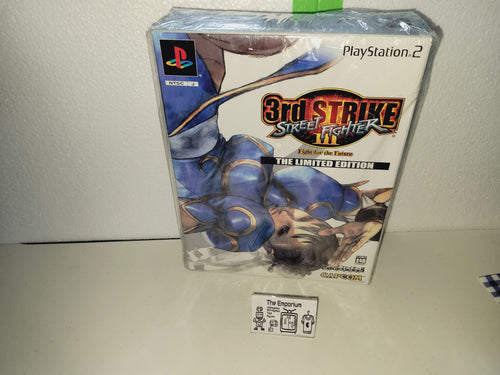 PlayStation 2
NTSC J
3rd STRIKE
STREET FIGHTER
III
Fight for the Future
THE LIMITED EDITION
CAPCOM
The Emporium